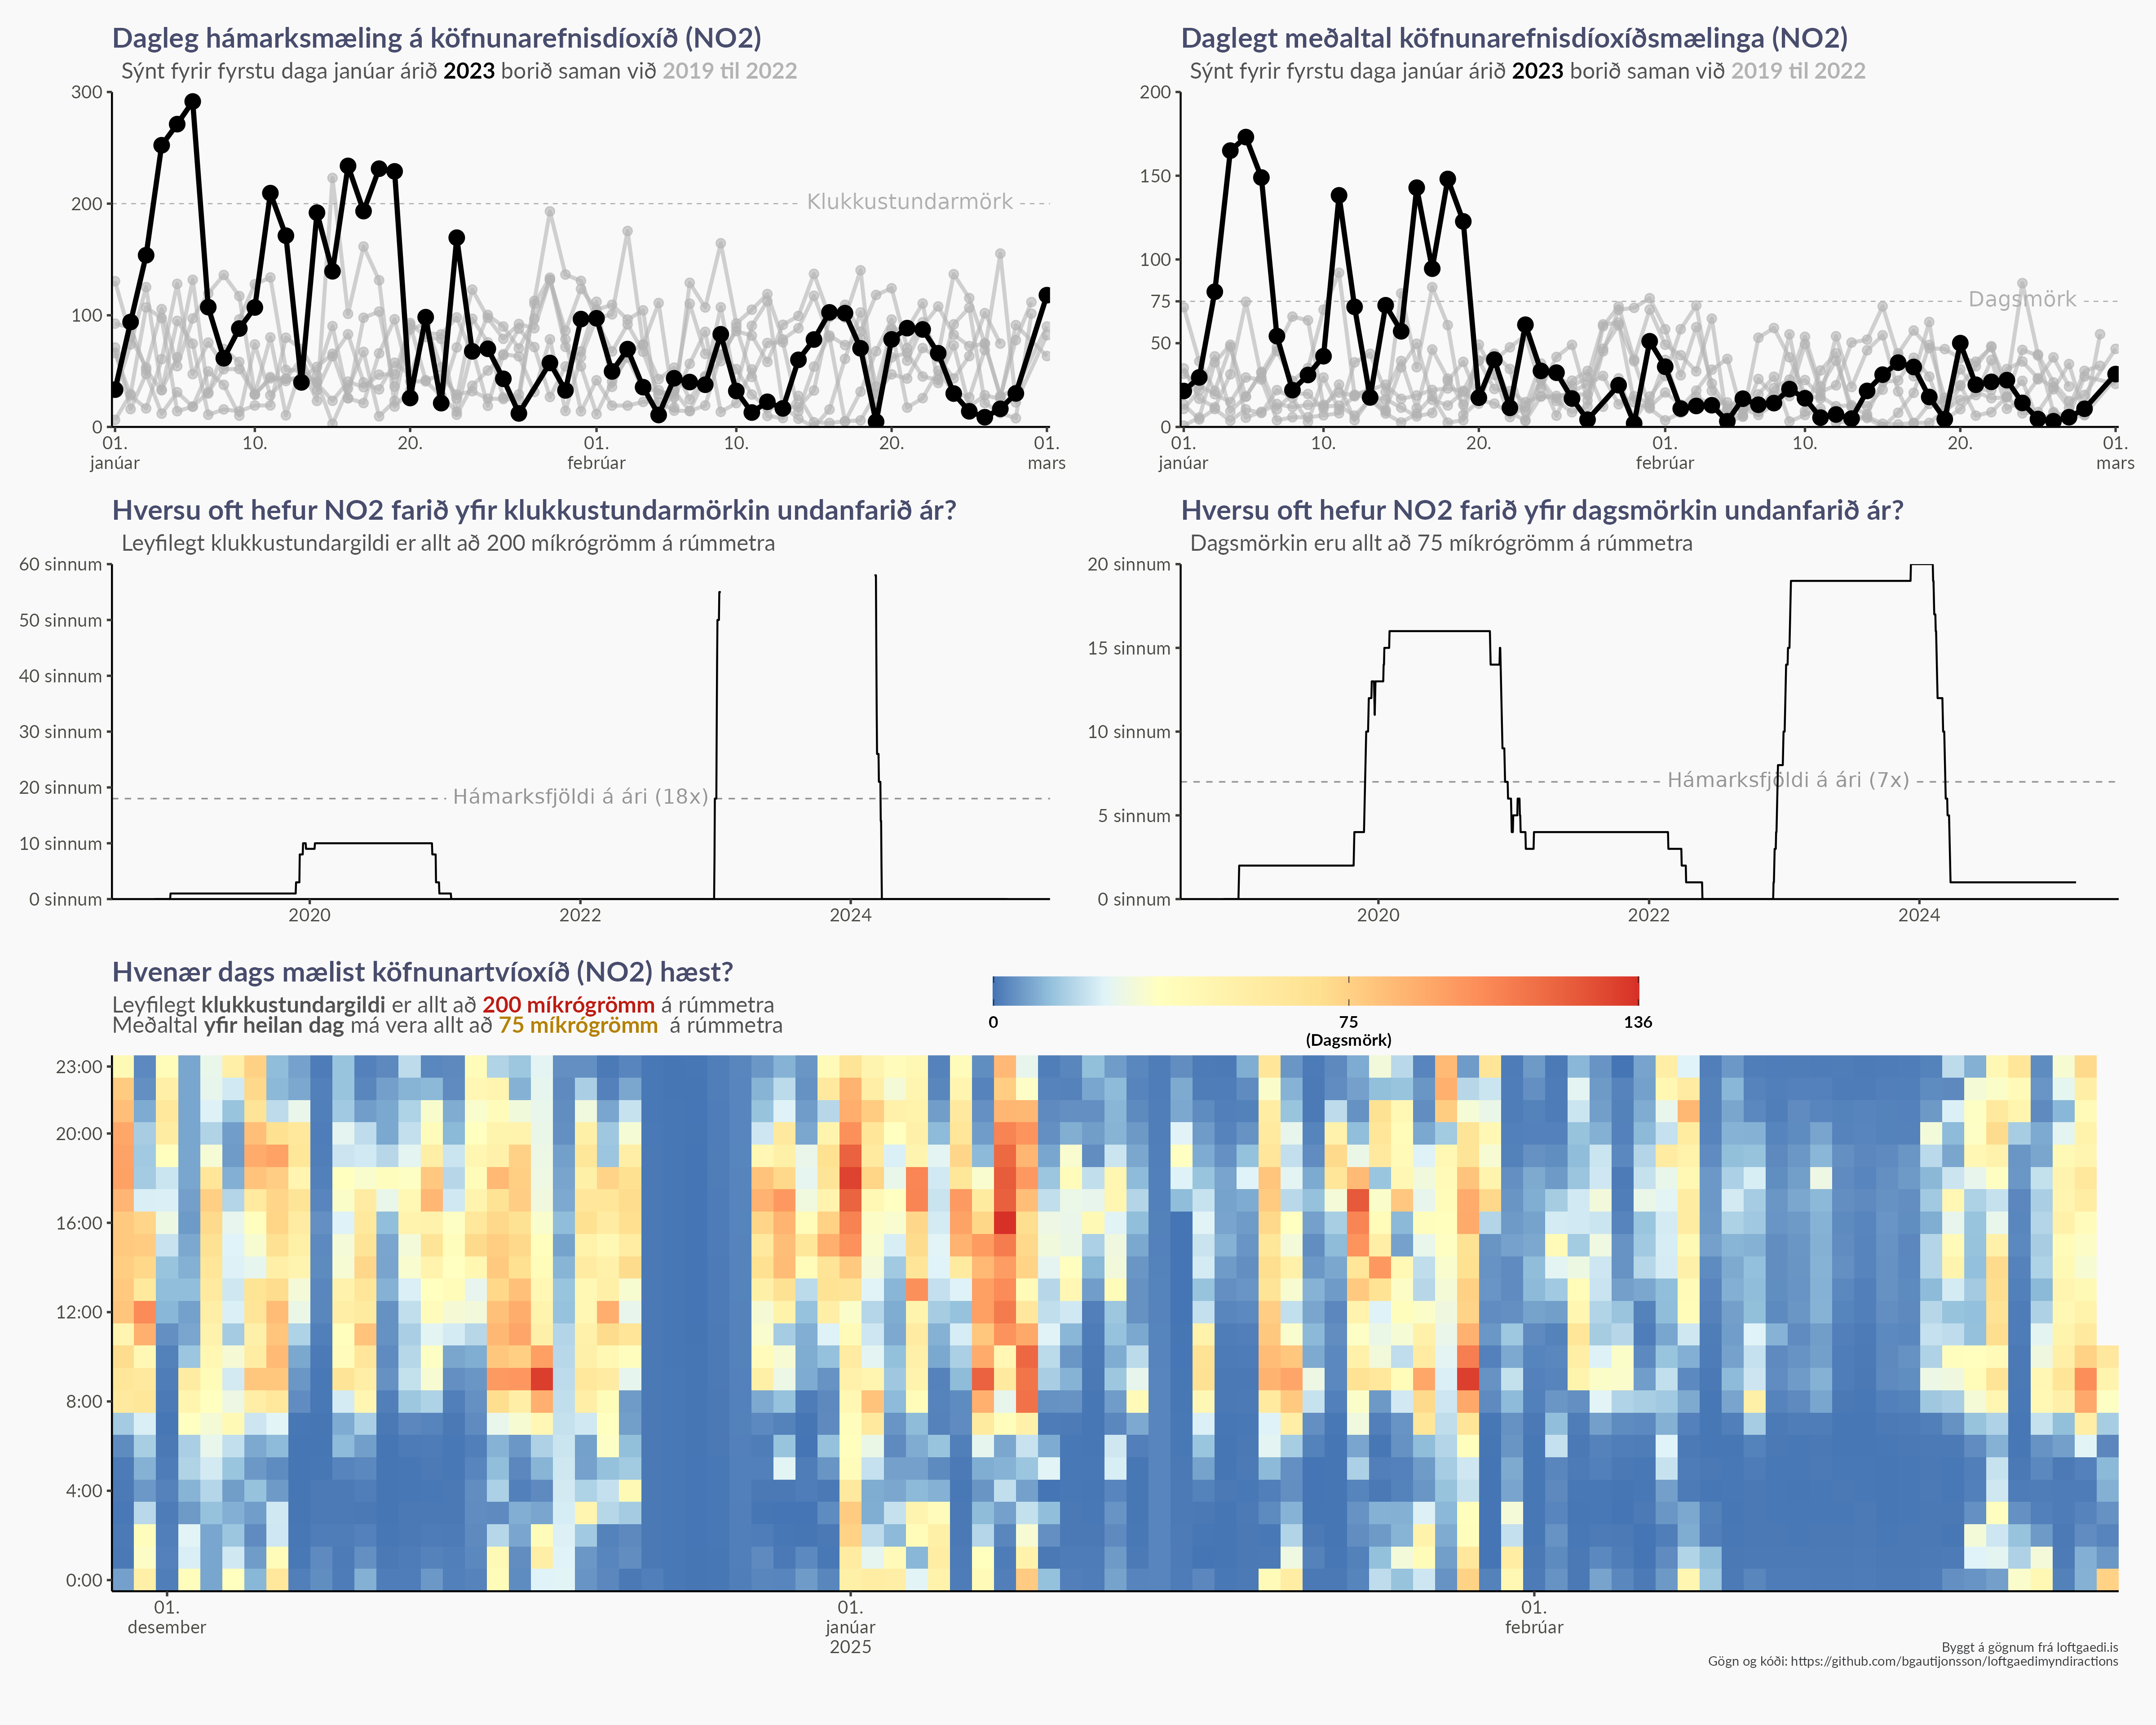 Dagleg hámarksmæling á köfnunarefnisdíoxíð (NO2)
Sýnt fyrir fyrstu daga janúar árið 2023 borið saman við 2019 til 2022
300
200
100
0
Klukkustundarmörk
01. 10. 20. 01. 10. 20. 01.
janúar febrúar mars
Daglegt meðaltal köfnunarefnisdíoxíðsmælinga (NO2)
Sýnt fyrir fyrstu daga janúar árið 2023 borið saman við 2019 til 2022
200
150
100
75
50
0
Dagsmörk
01. 10. 20. 01. 10. 20. 01.
janúar febrúar mars
Hversu oft hefur NO2 farið yfir klukkustundarmörkin undanfarið ár?
Leyfilegt klukkustundargildi er allt að 200 míkrógrömm á rúmmetra
60 sinnum
50 sinnum
40 sinnum
30 sinnum
20 sinnum
10 sinnum
0 sinnum
Hámarksfjöldi á ári (18x)
2020 2022 2024
Hversu oft hefur NO2 farið yfir dagsmörkin undanfarið ár?
Dagsmörkin eru allt að 75 míkrógrömm á rúmmetra
20 sinnum
15 sinnum
10 sinnum
5 sinnum
0 sinnum
Hámarksfjöldi á ári (7x)
2020 2022 2024
Hvenær dags mælist köfnunartvíoxíð (NO2) hæst?
Leyfilegt klukkustundargildi er allt að 200 míkrógrömm á rúmmetra
Meðaltal yfir heilan dag má vera allt að 75 míkrógrömm á rúmmetra
0 75 136
(Dagsmörk)
23:00
20:00
16:00
12:00
8:00
4:00
0:00
01. 01. 01.
desember janúar febrúar
2025
Byggt á gögnum frá loftgaedi.is
Gögn og kóði: https://github.com/bgautijonsson/loftgaedimyndiractions